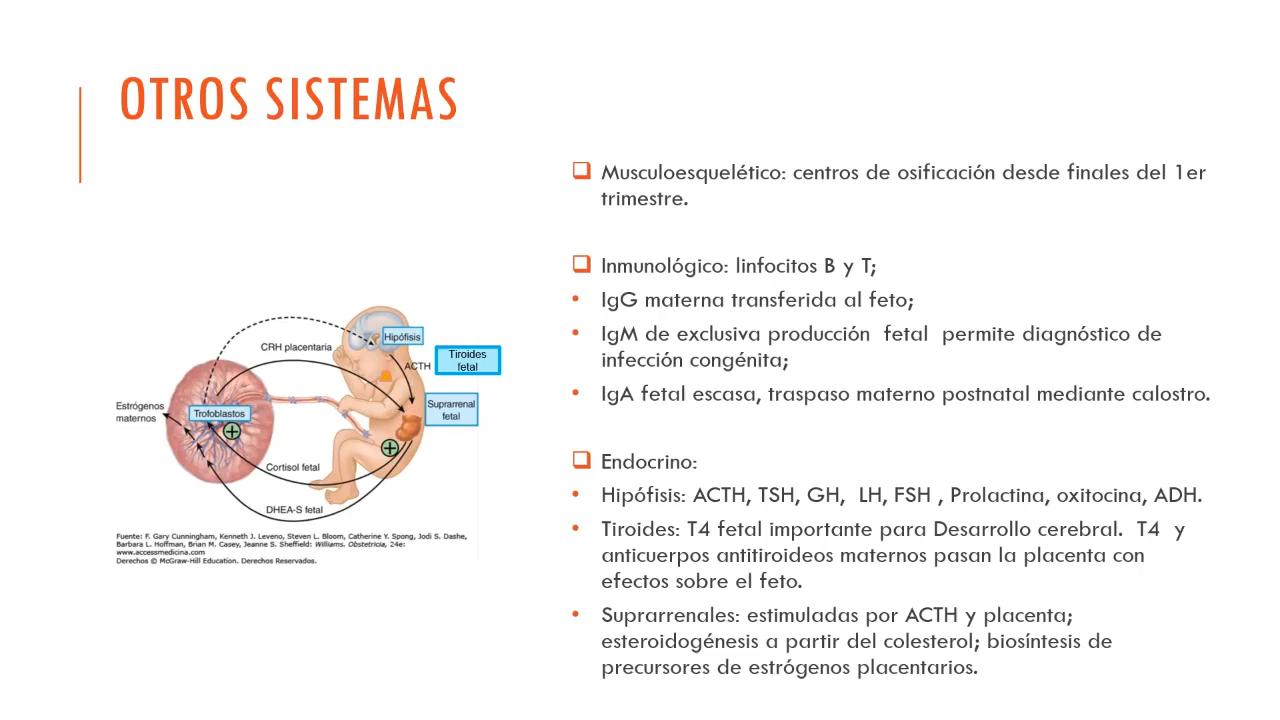 OTROS SISTEMAS
❑ Musculoesquelético: centros de osificación desde finales del 1er
trimestre.
❑ Inmunológico: linfocitos B y T;
• IgG materna transferida al feto;
• IgM de exclusiva producción fetal permite diagnóstico de
infección congénita;
• IgA fetal escasa, traspaso materno postnatal mediante calostro.
❑ Endocrino:
• Hipófisis: ACTH, TSH, GH, LH, FSH , Prolactina, oxitocina, ADH.
• Tiroides: T4 fetal importante para Desarrollo cerebral. T4 y
anticuerpos antitiroideos maternos pasan la placenta con
efectos sobre el feto.
• Suprarrenales: estimuladas por ACTH y placenta;
esteroidogénesis a partir del colesterol; biosíntesis de
precursores de estrógenos placentarios.
Hipófisis
CRH placentaria
Tiroides
fetal
ACTH
Estrógenos
maternos
Trofoblastos
Suprarrenal
fetal
+
+
Cortisol fetal
DHEA-S fetal
Fuente: F. Gary Cunningham, Kenneth J. Leveno, Steven L. Bloom, Catherine Y. Spong, Jodi S. Dashe,
Barbara L. Hoffman, Brian M. Casey, Jeanne S. Sheffield: Williams. Obstetricia, 24e:
www.accessmedicina.com
Derechos © McGraw-Hill Education. Derechos Reservados.